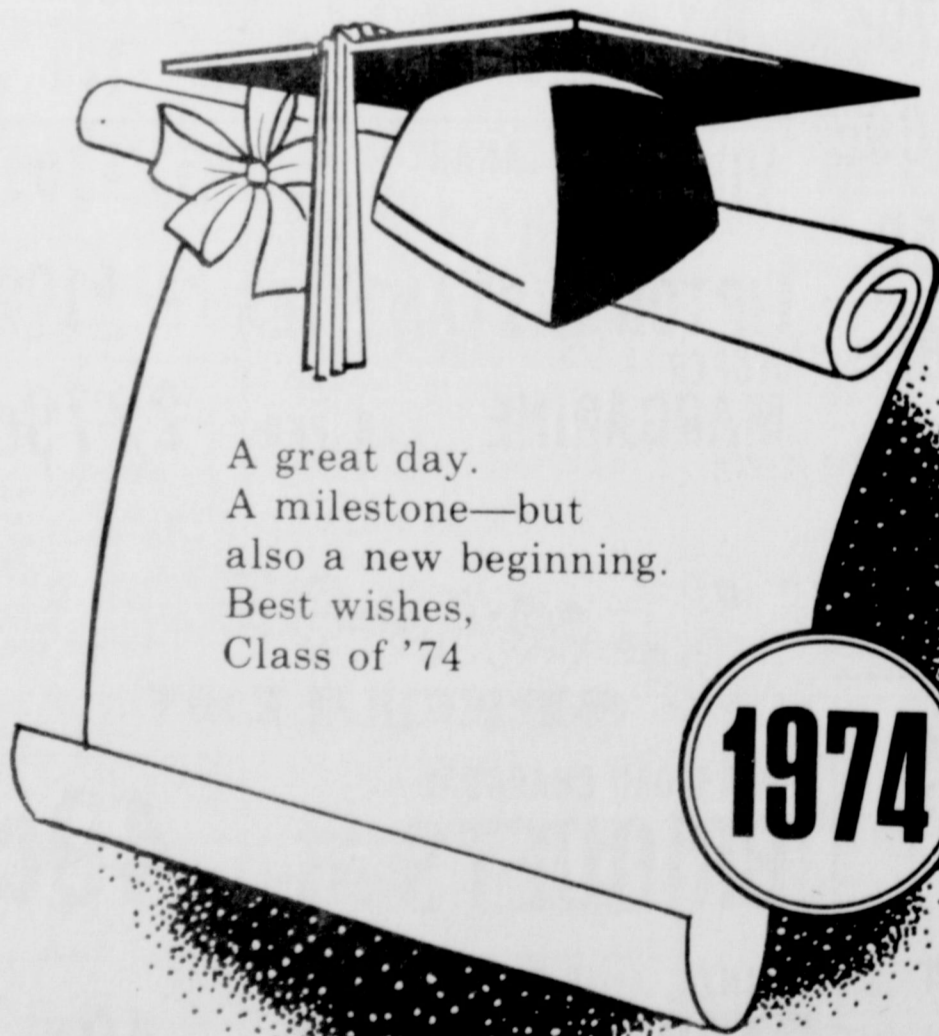 A great day.
A milestone—but
also a new beginning.
Best wishes,
Class of ’74
1974